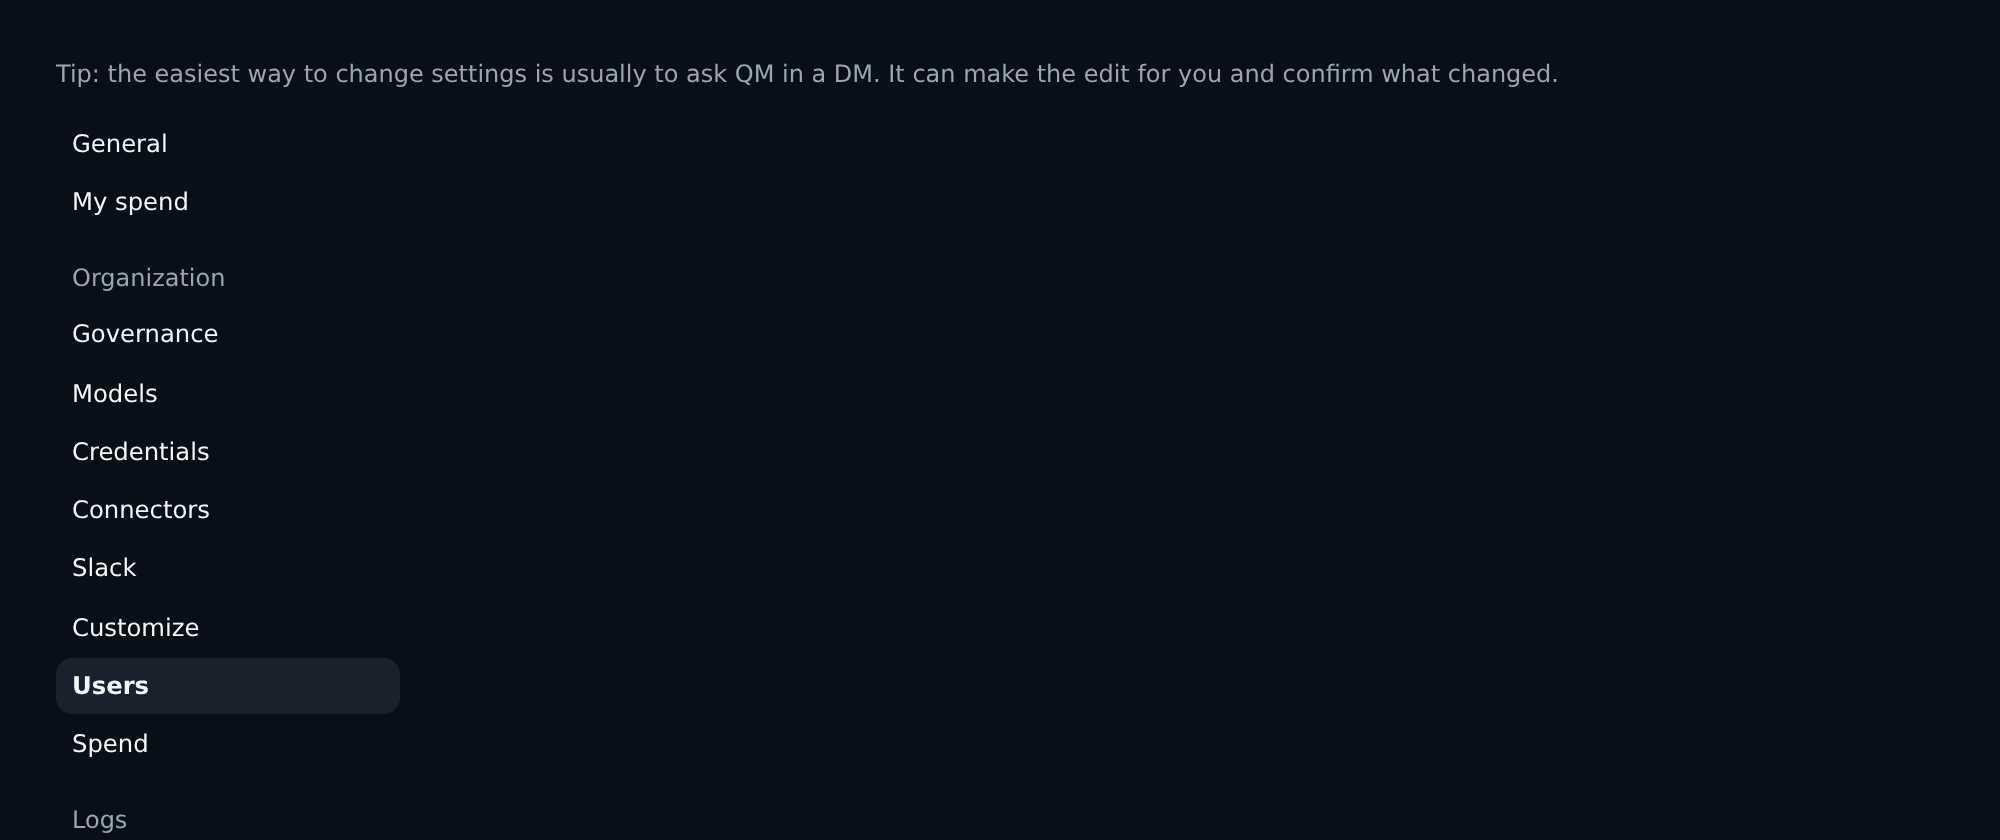 Tip: the easiest way to change settings is usually to ask QM in a DM. It can make the edit for you and confirm what changed.
General
My spend
Organization
Governance
Models
Credentials
Connectors
Slack
Customize
Users
Spend
Logs